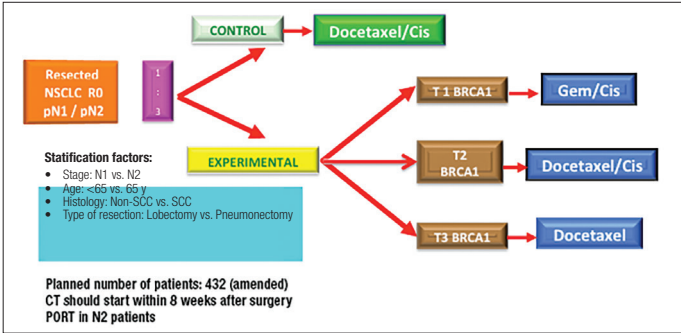 CONTROL
Docetaxel/Cis
Resected
NSCLC R0
pN1 / pN2
1
:
3
T 1 BRCA1
Gem/Cis
EXPERIMENTAL
T2
BRCA1
Docetaxel/Cis
T3 BRCA1
Docetaxel
Statification factors:
• Stage: N1 vs. N2
• Age: <65 vs. 65 y
• Histology: Non-SCC vs. SCC
• Type of resection: Lobectomy vs. Pneumonectomy
Planned number of patients: 432 (amended)
CT should start within 8 weeks after surgery
PORT in N2 patients